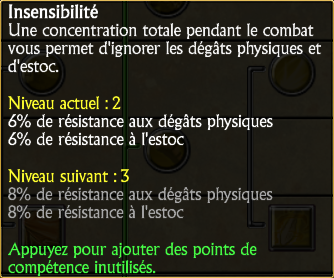 Insensibilité
Une concentration totale pendant le combat
vous permet d'ignorer les dégâts physiques et
d'estoc.
Niveau actuel : 2
6% de résistance aux dégâts physiques
6% de résistance à l'estoc
Niveau suivant : 3
8% de résistance aux dégâts physiques
8% de résistance à l'estoc
Appuyez pour ajouter des points de
compétence inutilisés.